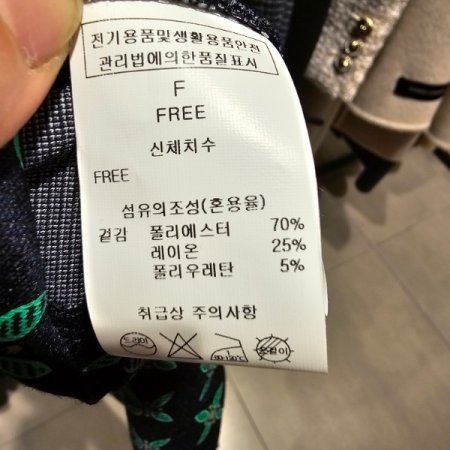 전기용품및생활용품안전
관리법에의한품질표시
F
FREE
신체치수
FREE
섬유의조성(혼용율)
겉감 폴리에스터 70%
레이온 25%
폴리우레탄 5%
취급상 주의사항
드라이